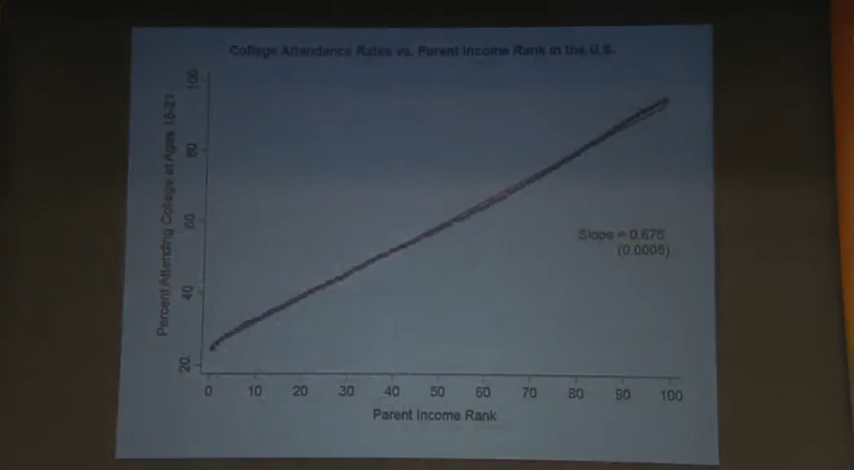 College Attendance Rates vs. Parent Income Rank in the U.S.
Percent Attending College at Ages 18-21
100
80
60
40
20
Slope = 0.675
(0.0005)
0 10 20 30 40 50 60 70 80 90 100
Parent Income Rank